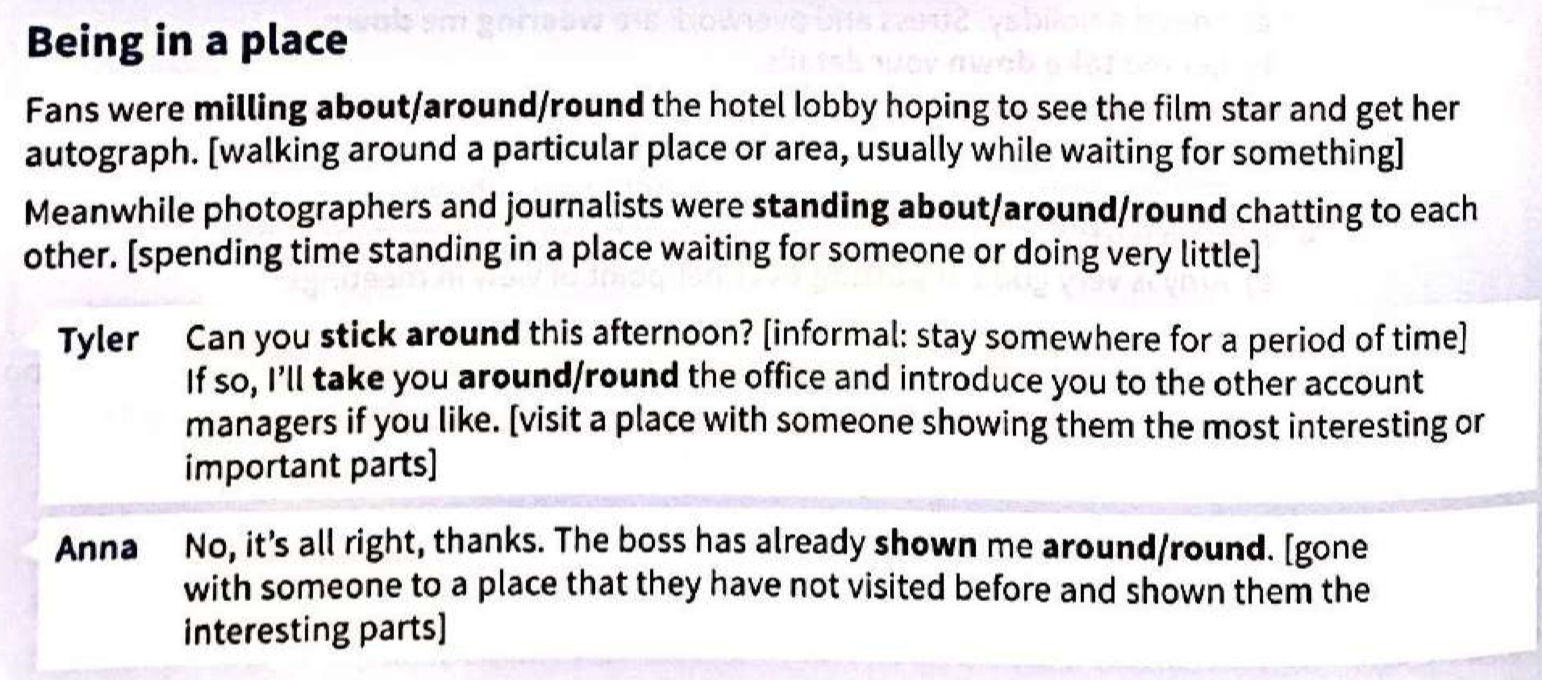 Being in a place
Fans were milling about/around/round the hotel lobby hoping to see the film star and get her
autograph. [walking around a particular place or area, usually while waiting for something]
Meanwhile photographers and journalists were standing about/around/round chatting to each
other. [spending time standing in a place waiting for someone or doing very little]
Tyler Can you stick around this afternoon? [informal: stay somewhere for a period of time]
If so, I'll take you around/round the office and introduce you to the other account
managers if you like. [visit a place with someone showing them the most interesting or
important parts]
Anna No, it's all right, thanks. The boss has already shown me around/round. [gone
with someone to a place that they have not visited before and shown them the
interesting parts]